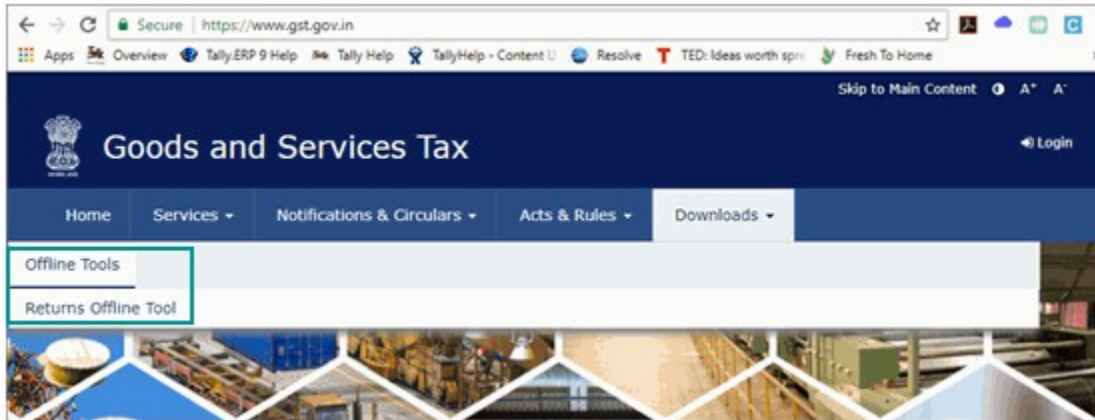 Secure | https://www.gst.gov.in
Apps Overview Tally.ERP 9 Help Tally Help TallyHelp - Content U Resolve TED: Ideas worth spre Fresh To Home
Skip to Main Content A+ A-
Goods and Services Tax
Login
Home Services Notifications & Circulars Acts & Rules Downloads
Offline Tools
Returns Offline Tool